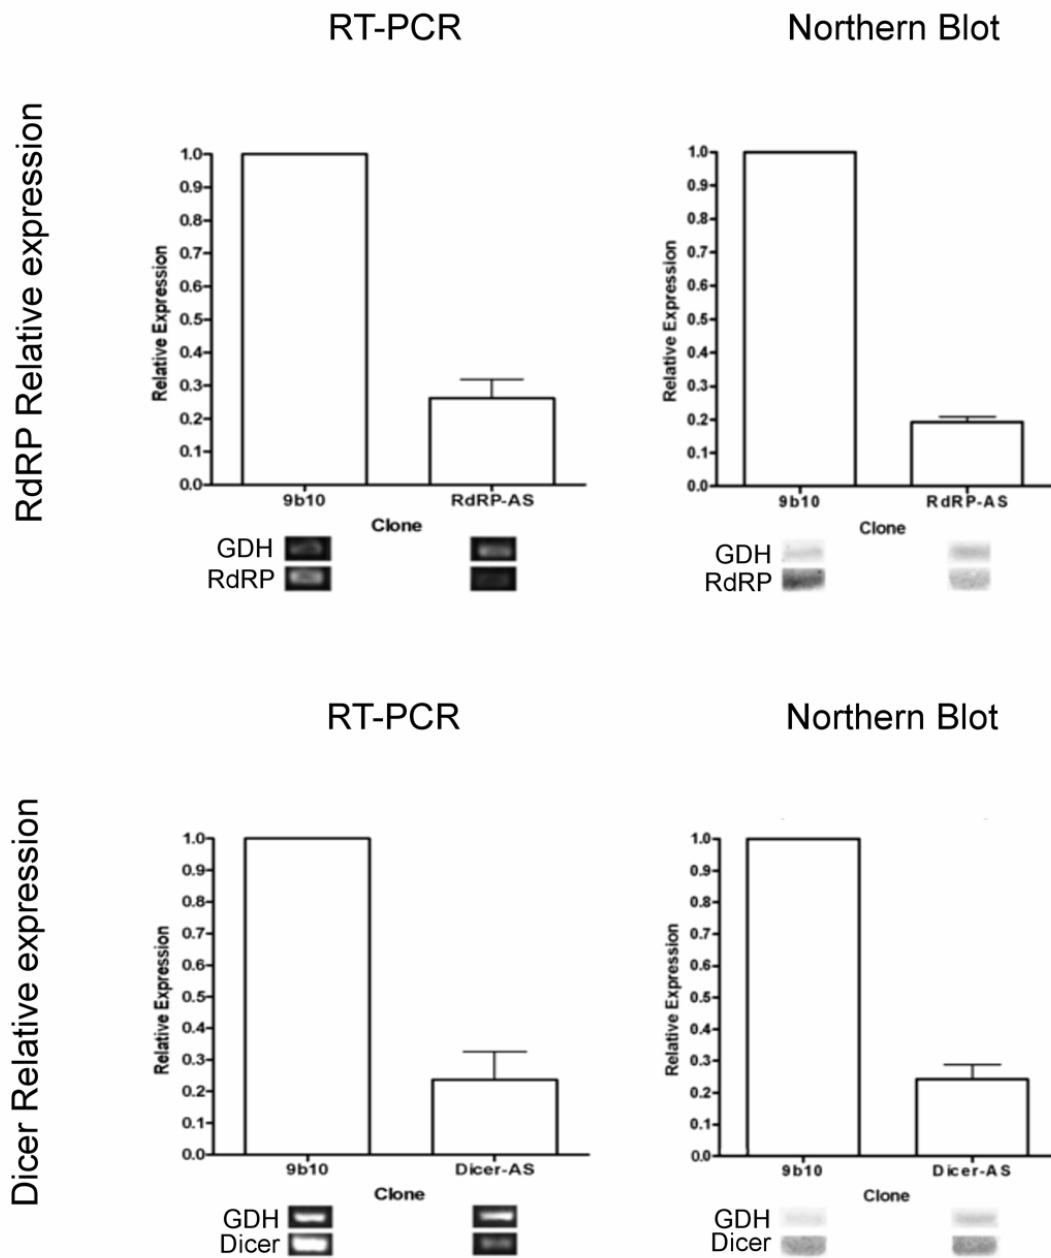 RT-PCR
Northern Blot
RdRP Relative expression
Relative Expression
1.0
0.9
0.8
0.7
0.6
0.5
0.4
0.3
0.2
0.1
0.0
9b10
RdRP-AS
Clone
GDH
RdRP
Relative Expression
1.0
0.9
0.8
0.7
0.6
0.5
0.4
0.3
0.2
0.1
0.0
9b10
RdRP-AS
Clone
GDH
RdRP
RT-PCR
Northern Blot
Dicer Relative expression
Relative Expression
1.0
0.9
0.8
0.7
0.6
0.5
0.4
0.3
0.2
0.1
0.0
9b10
Dicer-AS
Clone
GDH
Dicer
Relative Expression
1.0
0.9
0.8
0.7
0.6
0.5
0.4
0.3
0.2
0.1
0.0
9b10
Dicer-AS
Clone
GDH
Dicer